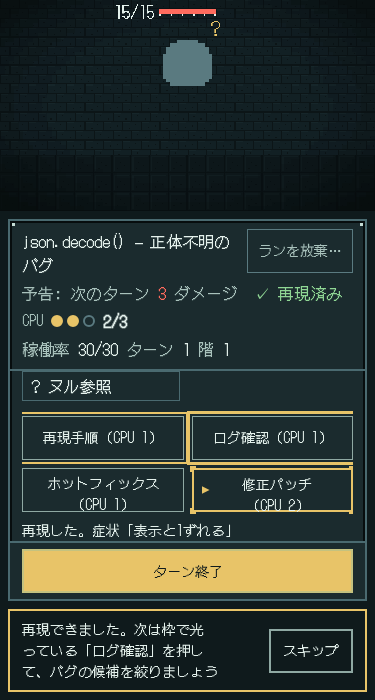 15/15
?
json.decode() – 正体不明の
バグ
ランを放棄…
予告: 次のターン 3 ダメージ ✓ 再現済み
CPU 2/3
稼働率 30/30 ターン 1 階 1
? ヌル参照
再現手順 (CPU 1)
ログ確認 (CPU 1)
ホットフィックス
(CPU 1)
▶ 修正パッチ
(CPU 2)
再現した。症状「表示と1ずれる」
ターン終了
再現できました。次は枠で光
っている「ログ確認」を押し
て、バグの候補を絞りましょう
スキップ